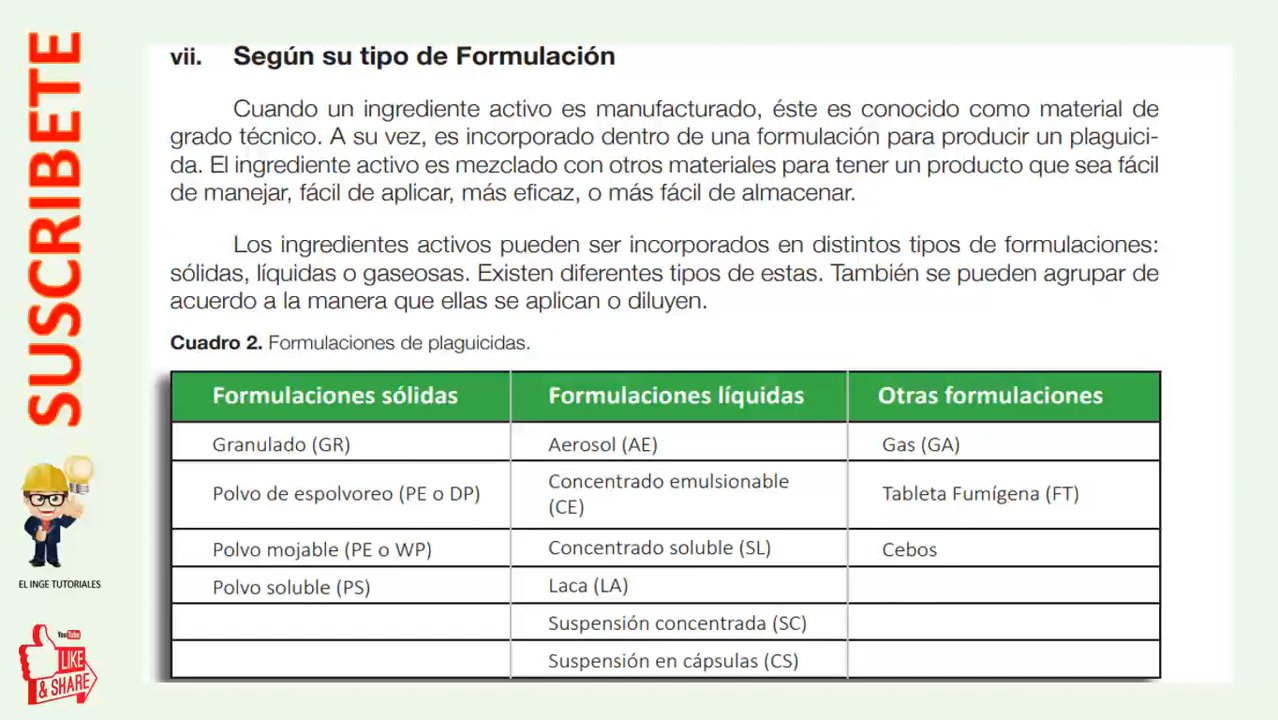 SUSCRIBETE
vii. Según su tipo de Formulación
Cuando un ingrediente activo es manufacturado, éste es conocido como material de
grado técnico. A su vez, es incorporado dentro de una formulación para producir un plaguici-
da. El ingrediente activo es mezclado con otros materiales para tener un producto que sea fácil
de manejar, fácil de aplicar, más eficaz, o más fácil de almacenar.
Los ingredientes activos pueden ser incorporados en distintos tipos de formulaciones:
sólidas, líquidas o gaseosas. Existen diferentes tipos de estas. También se pueden agrupar de
acuerdo a la manera que ellas se aplican o diluyen.
Cuadro 2. Formulaciones de plaguicidas.
Formulaciones sólidas Formulaciones líquidas Otras formulaciones
Granulado (GR) Aerosol (AE) Gas (GA)
Polvo de espolvoreo (PE o DP) Concentrado emulsionable Tableta Fumígena (FT)
(CE)
Polvo mojable (PE o WP) Concentrado soluble (SL) Cebos
Polvo soluble (PS) Laca (LA)
Suspensión concentrada (SC)
Suspensión en cápsulas (CS)
EL INGE TUTORIALES
YouTube
LIKE
& SHARE